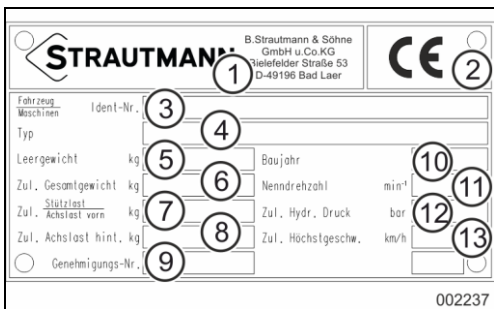 STRAUTMANN
B.Strautmann & Söhne
GmbH u.Co.KG
Bielefelder Straße 53
D-49196 Bad Laer
1
CE
2
Fahrzeug
Maschinen
Ident-Nr.
3
Typ
4
Leergewicht kg
5
Baujahr
10
Zul. Gesamtgewicht kg
6
Nenndrehzahl min⁻¹
11
Zul. Stützlast
Achslast vorn kg
7
Zul. Hydr. Druck bar
12
Zul. Achslast hint. kg
8
Zul. Höchstgeschw. km/h
13
Genehmigungs-Nr.
9
002237